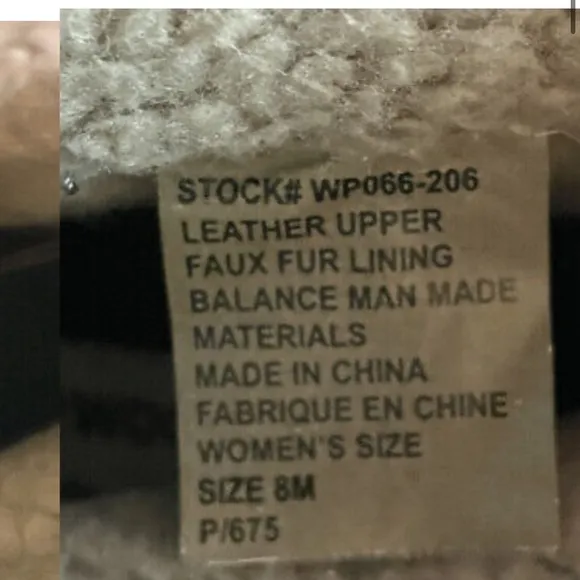 STOCK# WP066-206
LEATHER UPPER
FAUX FUR LINING
BALANCE MAN MADE
MATERIALS
MADE IN CHINA
FABRIQUE EN CHINE
WOMEN'S SIZE
SIZE 8M
P/675